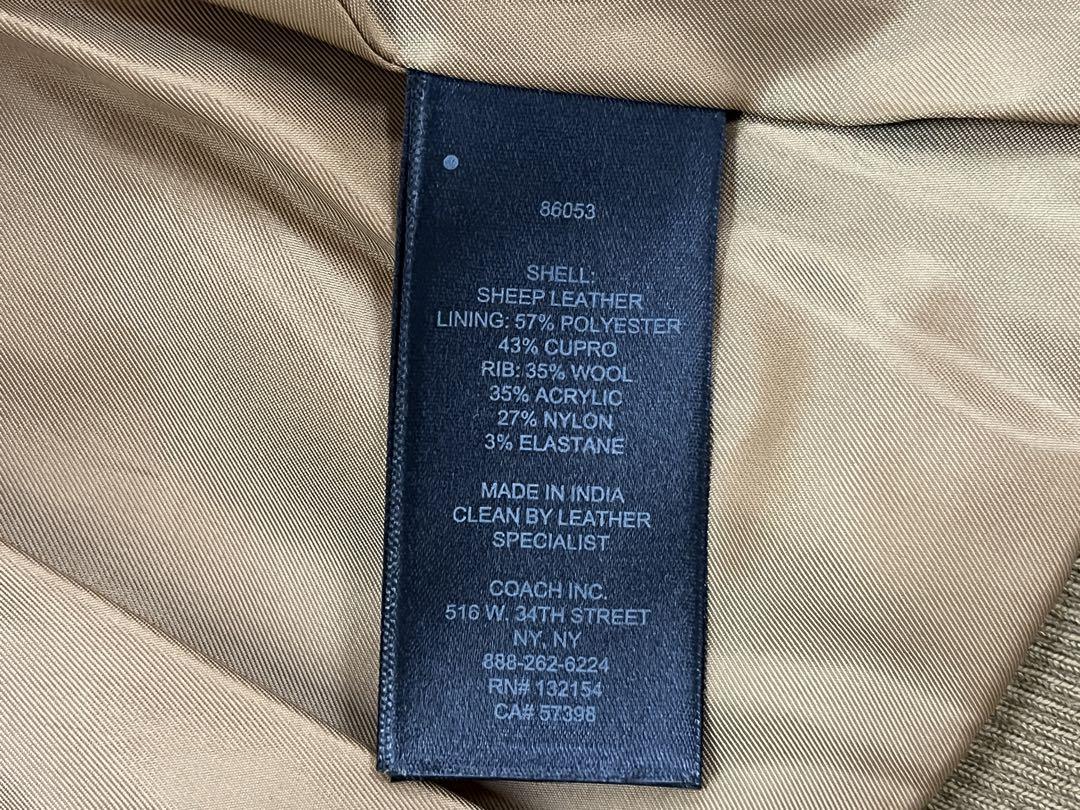 86053
SHELL:
SHEEP LEATHER
LINING: 57% POLYESTER
43% CUPRO
RIB: 35% WOOL
35% ACRYLIC
27% NYLON
3% ELASTANE
MADE IN INDIA
CLEAN BY LEATHER
SPECIALIST
COACH INC.
516 W. 34TH STREET
NY, NY
888-262-6224
RN# 132154
CA# 57398